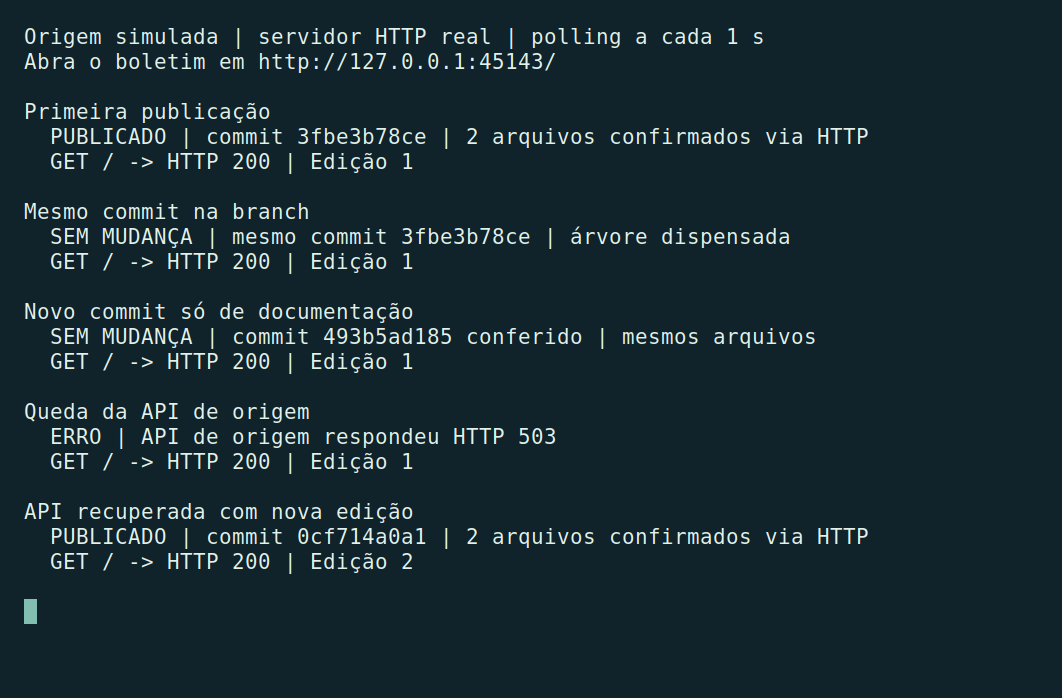 Origem simulada | servidor HTTP real | polling a cada 1 s
Abra o boletim em http://127.0.0.1:45143/
Primeira publicação
PUBLICADO | commit 3fbe3b78ce | 2 arquivos confirmados via HTTP
GET / -> HTTP 200 | Edição 1
Mesmo commit na branch
SEM MUDANÇA | mesmo commit 3fbe3b78ce | árvore dispensada
GET / -> HTTP 200 | Edição 1
Novo commit só de documentação
SEM MUDANÇA | commit 493b5ad185 conferido | mesmos arquivos
GET / -> HTTP 200 | Edição 1
Queda da API de origem
ERRO | API de origem respondeu HTTP 503
GET / -> HTTP 200 | Edição 1
API recuperada com nova edição
PUBLICADO | commit 0cf714a0a1 | 2 arquivos confirmados via HTTP
GET / -> HTTP 200 | Edição 2